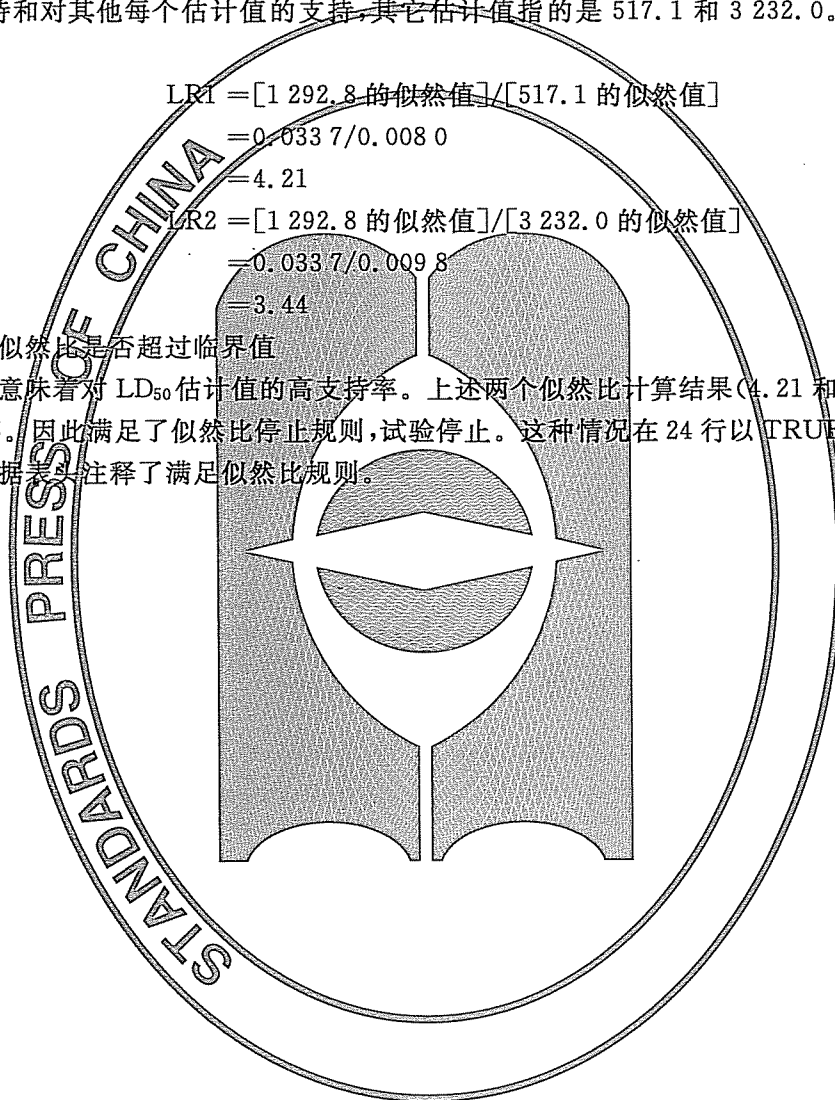 持和对其他每个估计值的支持,其它估计值指的是 517.1 和 3 232.0。
LR1 =[1 292.8 的似然值]/[517.1 的似然值]
=0.033 7/0.008 0
=4.21
LR2 =[1 292.8 的似然值]/[3 232.0 的似然值]
=0.033 7/0.009 8
=3.44
似然比是否超过临界值
意味着对 LD₅₀估计值的高支持率。上述两个似然比计算结果(4.21 和
。因此满足了似然比停止规则,试验停止。这种情况在 24 行以 TRUE
据表头注释了满足似然比规则。
STANDARDS PRESS OF CHINA